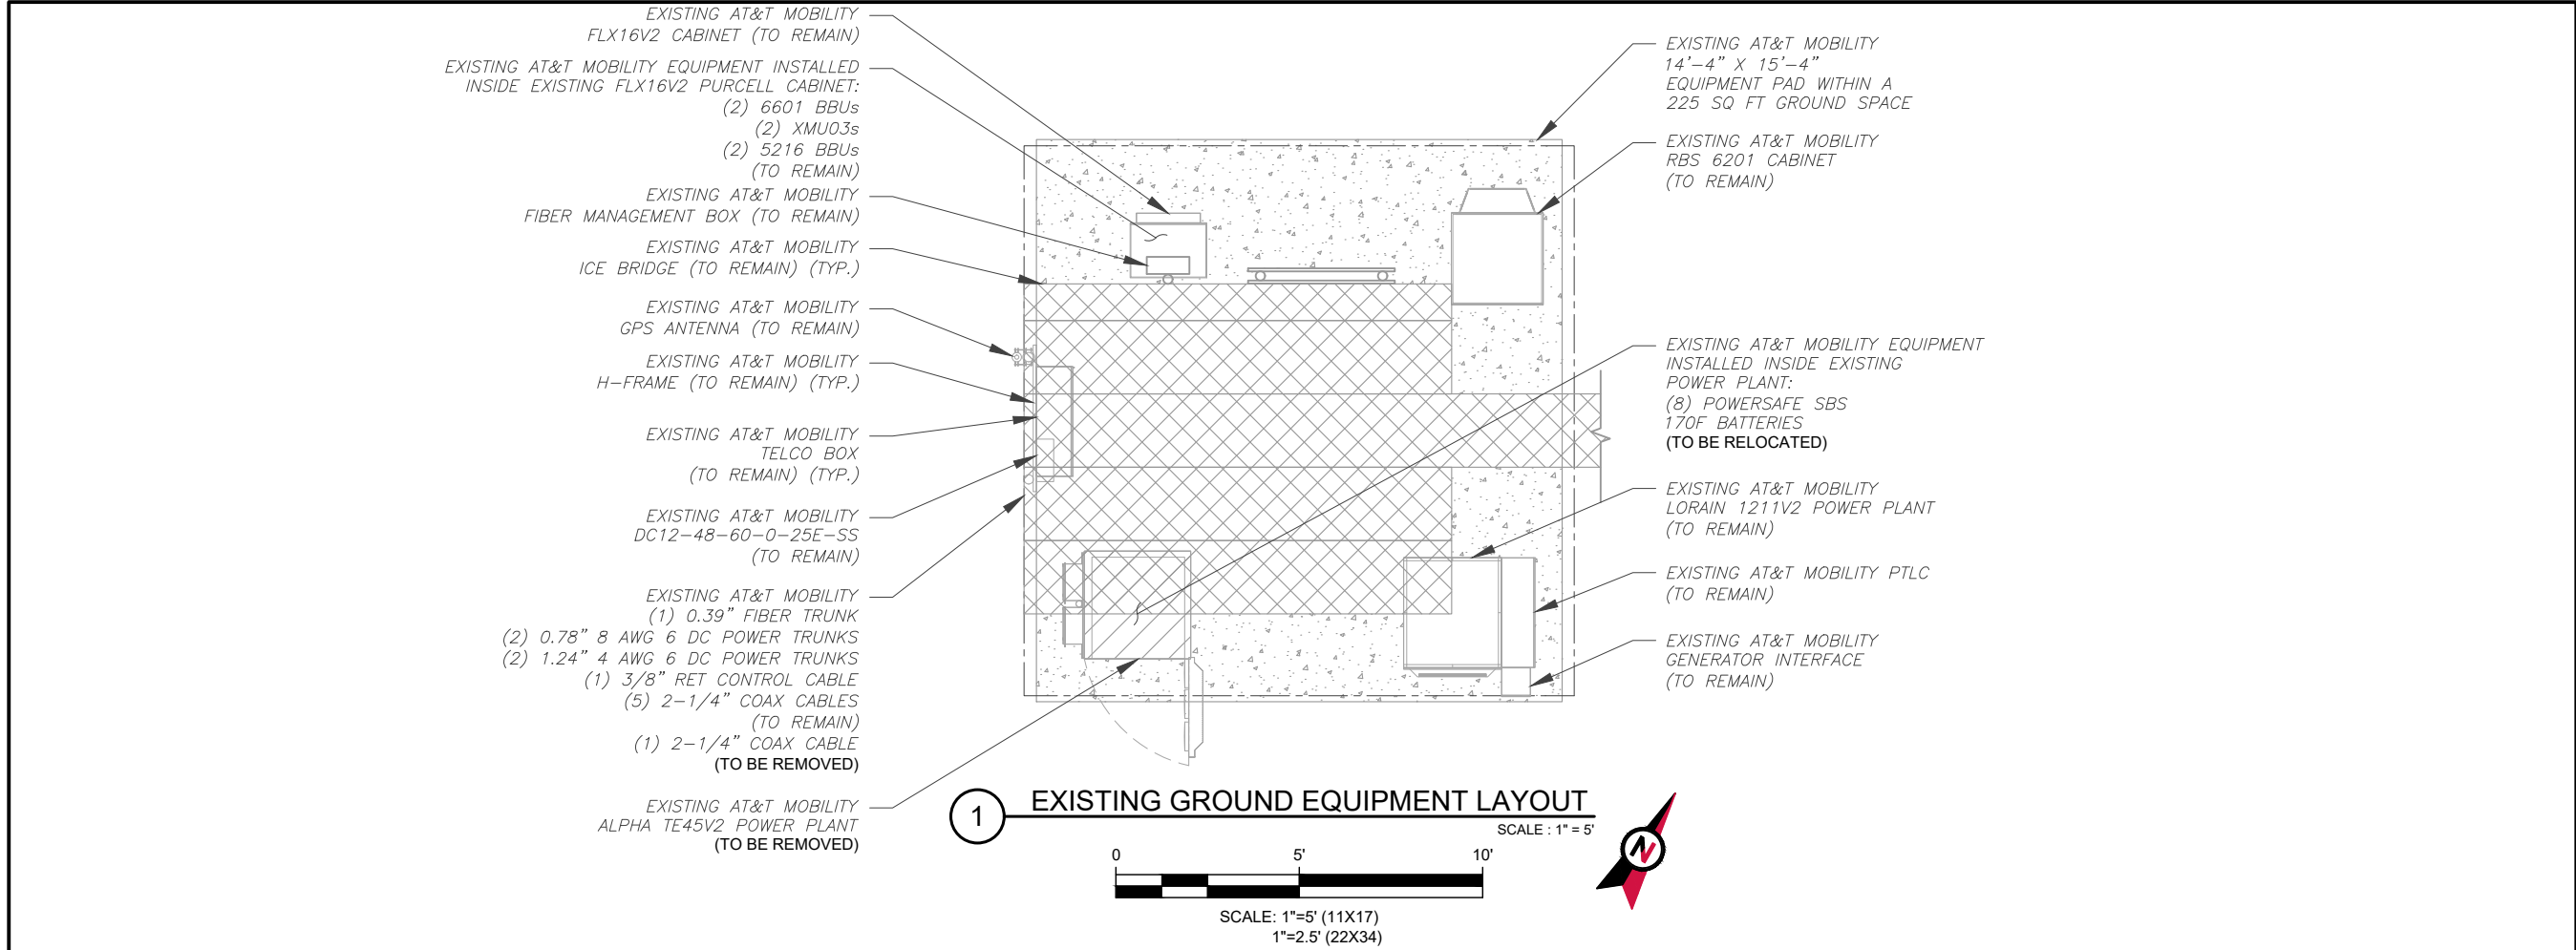 EXISTING AT&T MOBILITY
FLX16V2 CABINET (TO REMAIN)
EXISTING AT&T MOBILITY EQUIPMENT INSTALLED
INSIDE EXISTING FLX16V2 PURCELL CABINET:
(2) 6601 BBUs
(2) XMU03s
(2) 5216 BBUs
(TO REMAIN)
EXISTING AT&T MOBILITY
FIBER MANAGEMENT BOX (TO REMAIN)
EXISTING AT&T MOBILITY
ICE BRIDGE (TO REMAIN) (TYP.)
EXISTING AT&T MOBILITY
GPS ANTENNA (TO REMAIN)
EXISTING AT&T MOBILITY
H-FRAME (TO REMAIN) (TYP.)
EXISTING AT&T MOBILITY
TELCO BOX
(TO REMAIN) (TYP.)
EXISTING AT&T MOBILITY
DC12-48-60-0-25E-SS
(TO REMAIN)
EXISTING AT&T MOBILITY
(1) 0.39" FIBER TRUNK
(2) 0.78" 8 AWG 6 DC POWER TRUNKS
(2) 1.24" 4 AWG 6 DC POWER TRUNKS
(1) 3/8" RET CONTROL CABLE
(5) 2-1/4" COAX CABLES
(TO REMAIN)
(1) 2-1/4" COAX CABLE
(TO BE REMOVED)
EXISTING AT&T MOBILITY
ALPHA TE45V2 POWER PLANT
(TO BE REMOVED)
EXISTING AT&T MOBILITY
14'-4" X 15'-4"
EQUIPMENT PAD WITHIN A
225 SQ FT GROUND SPACE
EXISTING AT&T MOBILITY
RBS 6201 CABINET
(TO REMAIN)
EXISTING AT&T MOBILITY EQUIPMENT
INSTALLED INSIDE EXISTING
POWER PLANT:
(8) POWERSAFE SBS
170F BATTERIES
(TO BE RELOCATED)
EXISTING AT&T MOBILITY
LORAIN 1211V2 POWER PLANT
(TO REMAIN)
EXISTING AT&T MOBILITY PTLC
(TO REMAIN)
EXISTING AT&T MOBILITY
GENERATOR INTERFACE
(TO REMAIN)
1 EXISTING GROUND EQUIPMENT LAYOUT
SCALE : 1" = 5'
0 5' 10'
SCALE: 1"=5' (11X17)
1"=2.5' (22X34)
N